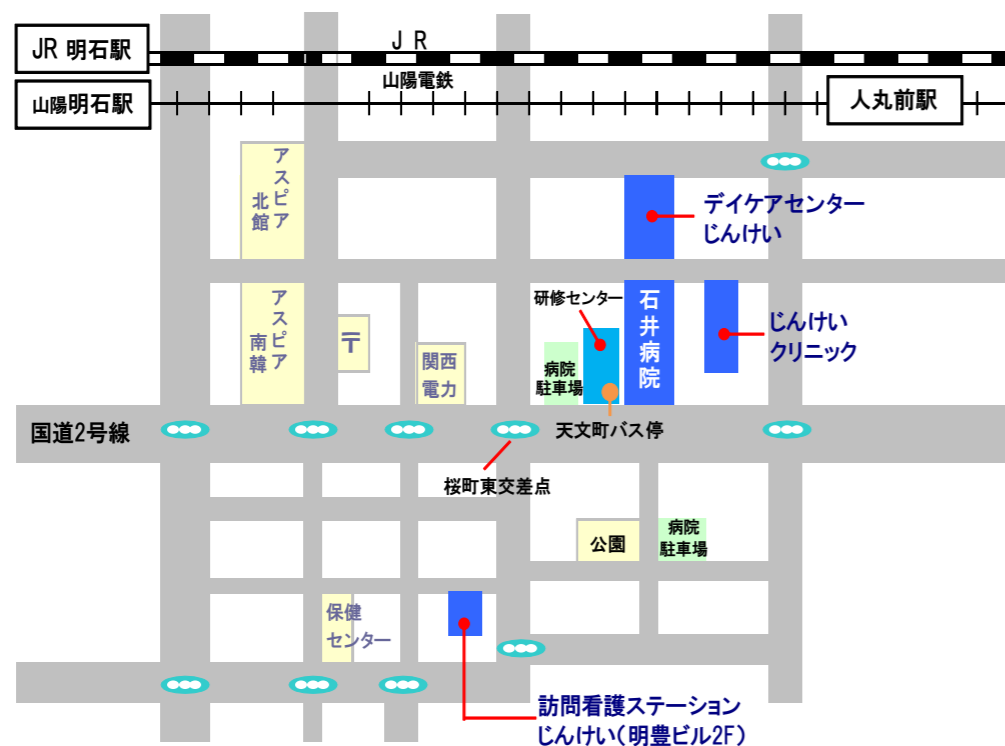 JR 明石駅
JR
山陽電鉄
山陽明石駅
人丸前駅
アスピア
北館
デイケアセンター
じんけい
アスピア
南韓
〒
関西
電力
研修センター
病院
駐車場
石井病院
じんけい
クリニック
国道2号線
天文町バス停
桜町東交差点
公園
病院
駐車場
保健
センター
訪問看護ステーション
じんけい(明豊ビル2F)